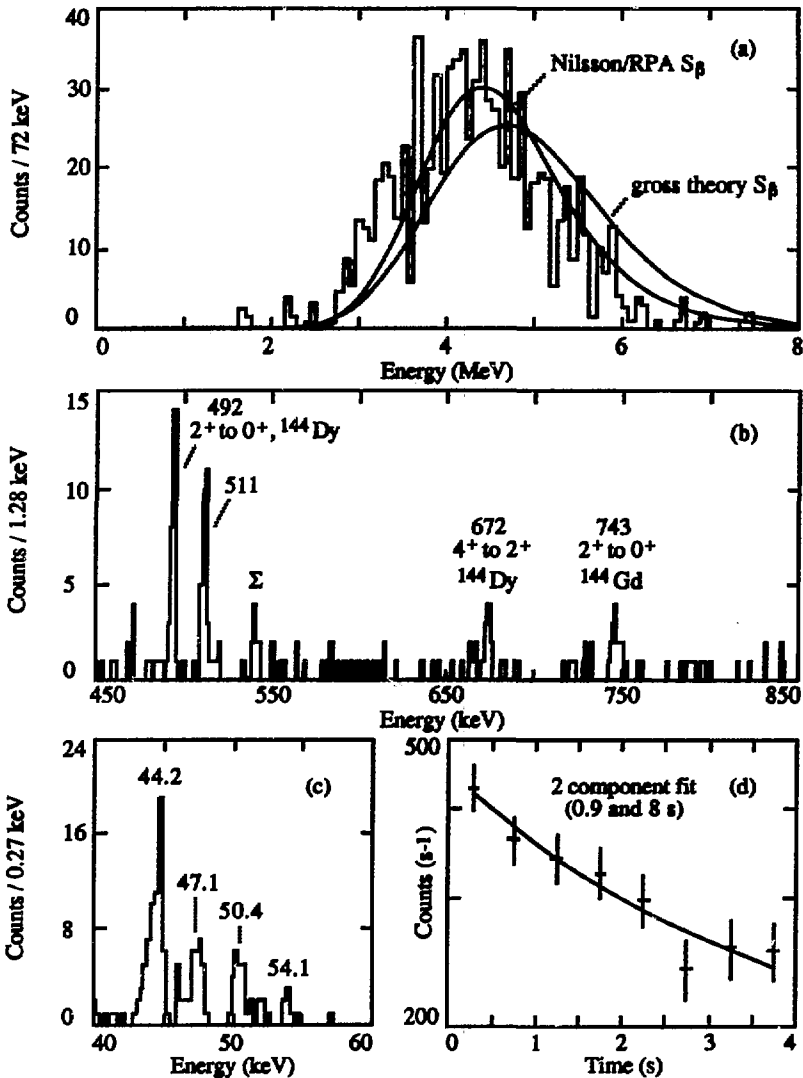 40
30
20
10
0
Counts / 72 keV
(a)
Nilsson/RPA Sβ
gross theory Sβ
0 2 4 6 8
Energy (MeV)
15
10
5
0
Counts / 1.28 keV
(b)
492
2+ to 0+, 144Dy
511
Σ
672
4+ to 2+
144Dy
743
2+ to 0+
144Gd
450 550 650 750 850
Energy (keV)
24
16
8
0
Counts / 0.27 keV
(c)
44.2
47.1
50.4
54.1
40 50 60
Energy (keV)
500
200
Counts (s-1)
2 component fit
(0.9 and 8 s)
(d)
0 1 2 3 4
Time (s)